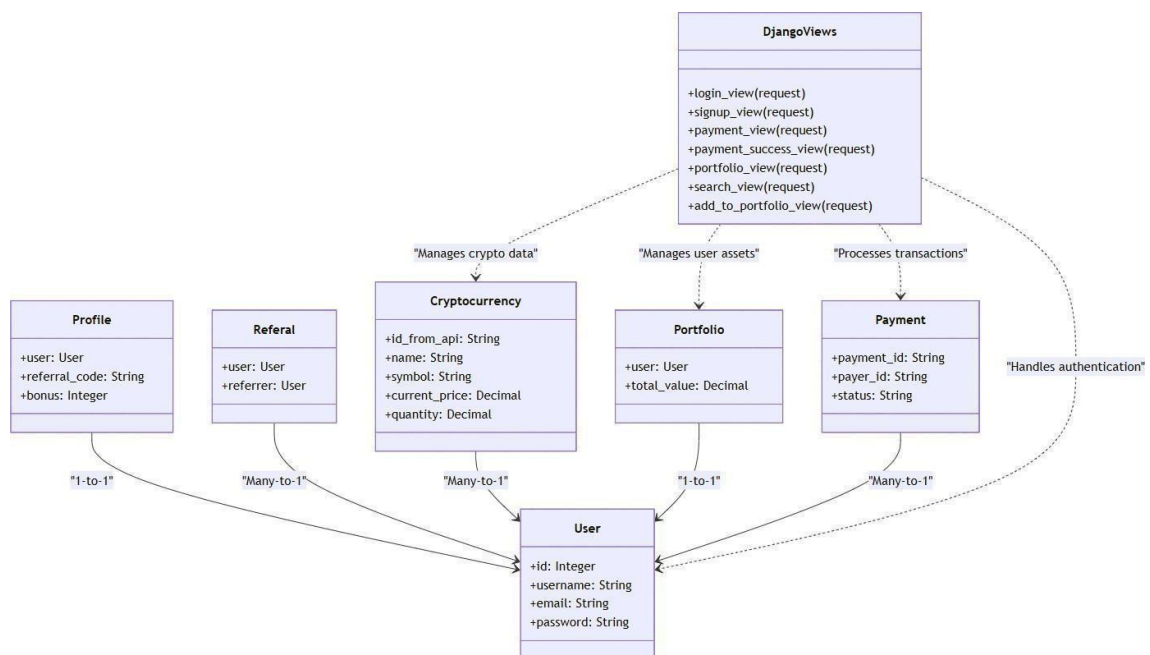 DjangoViews
+login_view(request)
+signup_view(request)
+payment_view(request)
+payment_success_view(request)
+portfolio_view(request)
+search_view(request)
+add_to_portfolio_view(request)
"Manages crypto data"
"Manages user assets"
"Processes transactions"
"Handles authentication"
Profile
+user: User
+referral_code: String
+bonus: Integer
Referal
+user: User
+referrer: User
Cryptocurrency
+id_from_api: String
+name: String
+symbol: String
+current_price: Decimal
+quantity: Decimal
Portfolio
+user: User
+total_value: Decimal
Payment
+payment_id: String
+payer_id: String
+status: String
"1-to-1"
"Many-to-1"
"Many-to-1"
"1-to-1"
"Many-to-1"
User
+id: Integer
+username: String
+email: String
+password: String